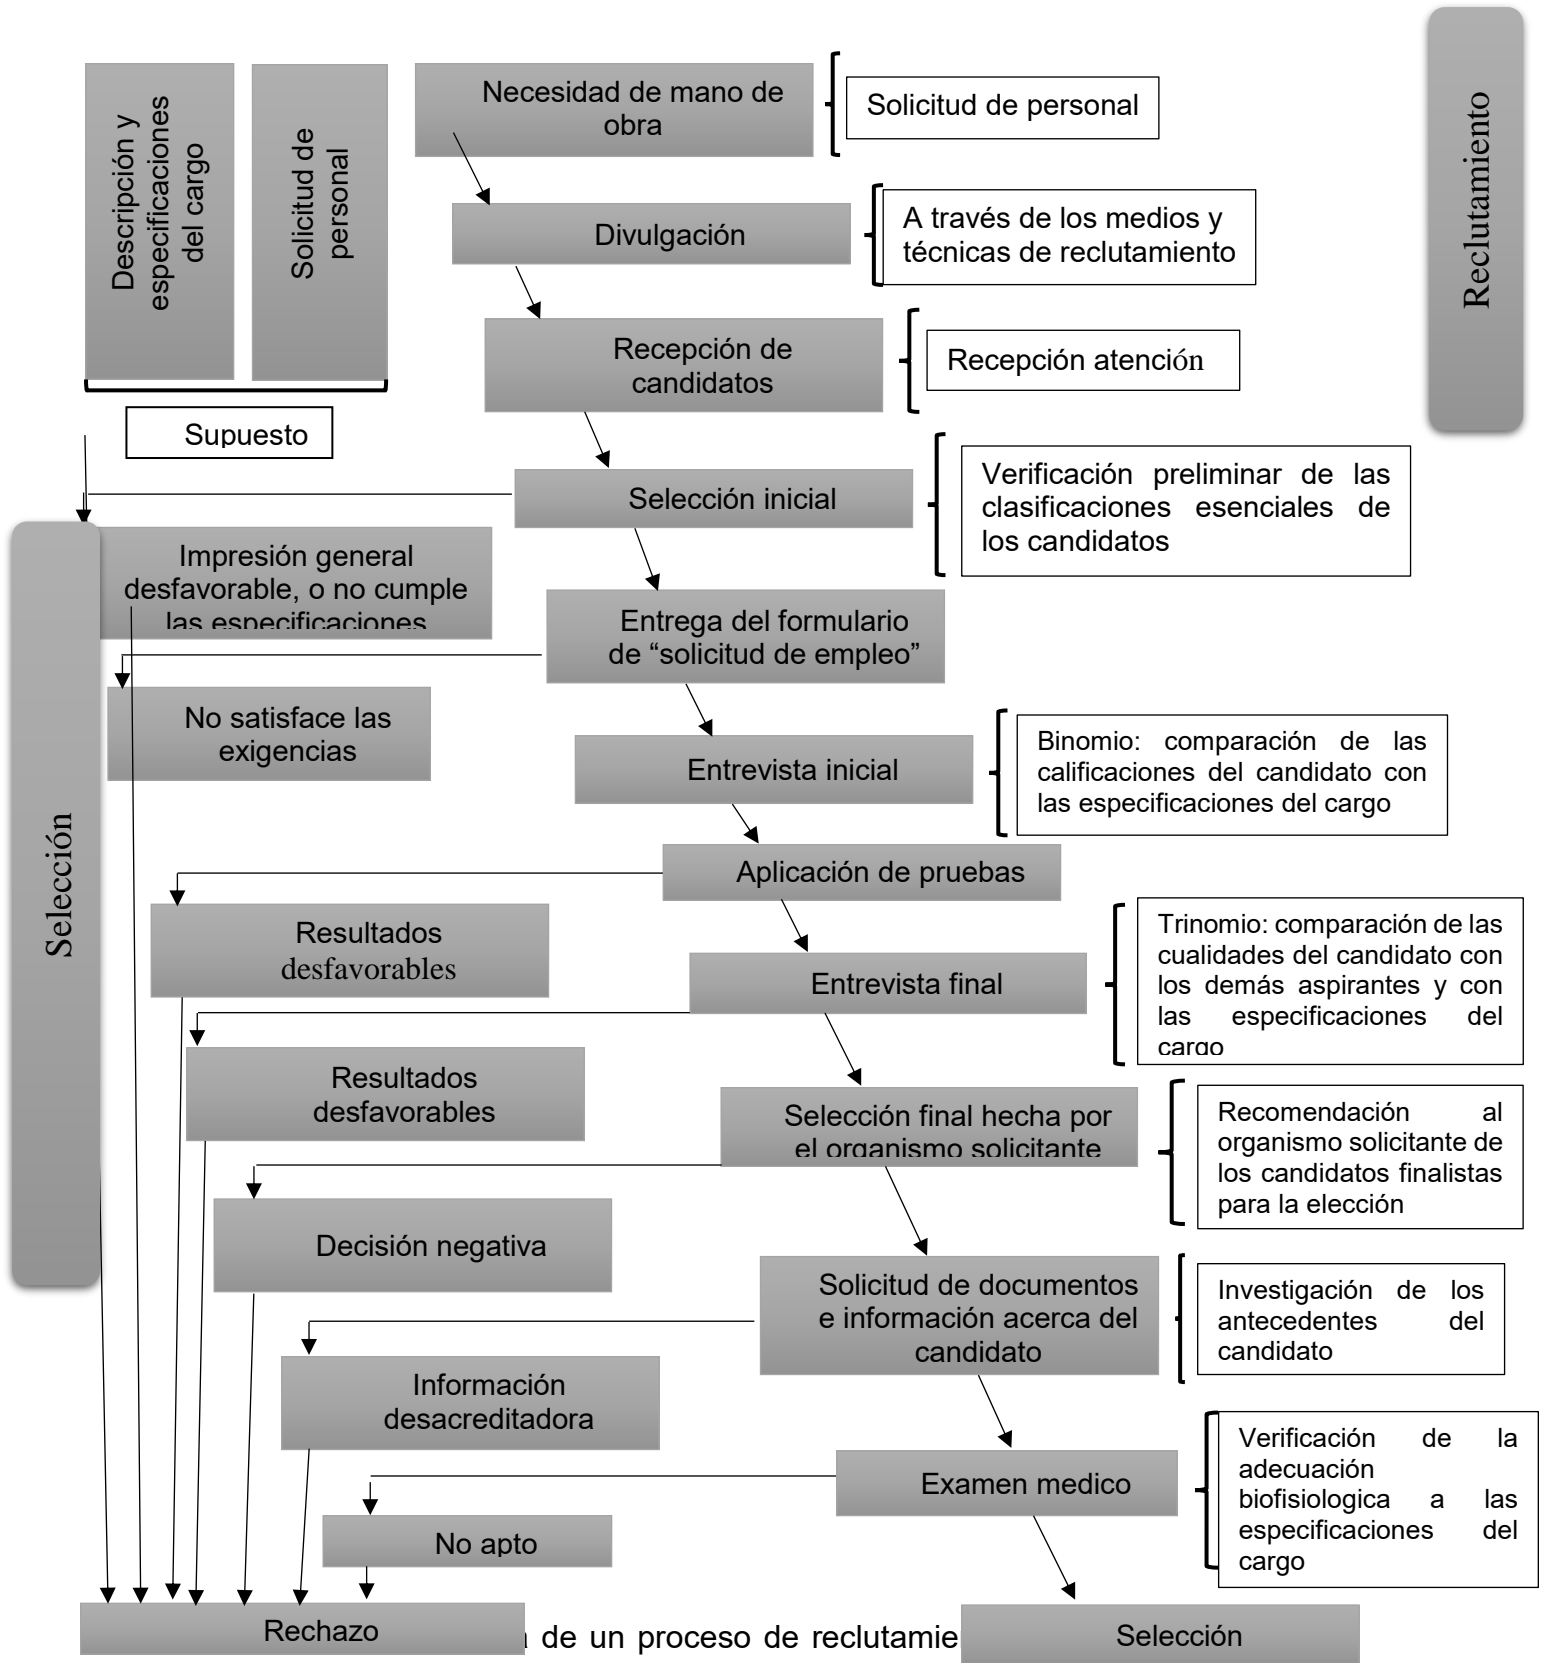 Descripción y
especificaciones
del cargo
Solicitud de
personal
Supuesto
Necesidad de mano de
obra
Solicitud de personal
Reclutamiento
Divulgación
A través de los medios y
técnicas de reclutamiento
Recepción de
candidatos
Recepción atención
Selección inicial
Verificación preliminar de las
clasificaciones esenciales de
los candidatos
Selección
Impresión general
desfavorable, o no cumple
las especificaciones
Entrega del formulario
de “solicitud de empleo”
No satisface las
exigencias
Entrevista inicial
Binomio: comparación de las
calificaciones del candidato con
las especificaciones del cargo
Aplicación de pruebas
Resultados
desfavorables
Entrevista final
Trinomio: comparación de las
cualidades del candidato con
los demás aspirantes y con
las especificaciones del
cargo
Resultados
desfavorables
Selección final hecha por
el organismo solicitante
Recomendación al
organismo solicitante de
los candidatos finalistas
para la elección
Decisión negativa
Solicitud de documentos
e información acerca del
candidato
Investigación de los
antecedentes del
candidato
Información
desacreditadora
Examen medico
Verificación de la
adecuación
biofisiologica a las
especificaciones del
cargo
No apto
Rechazo
de un proceso de reclutamie
Selección